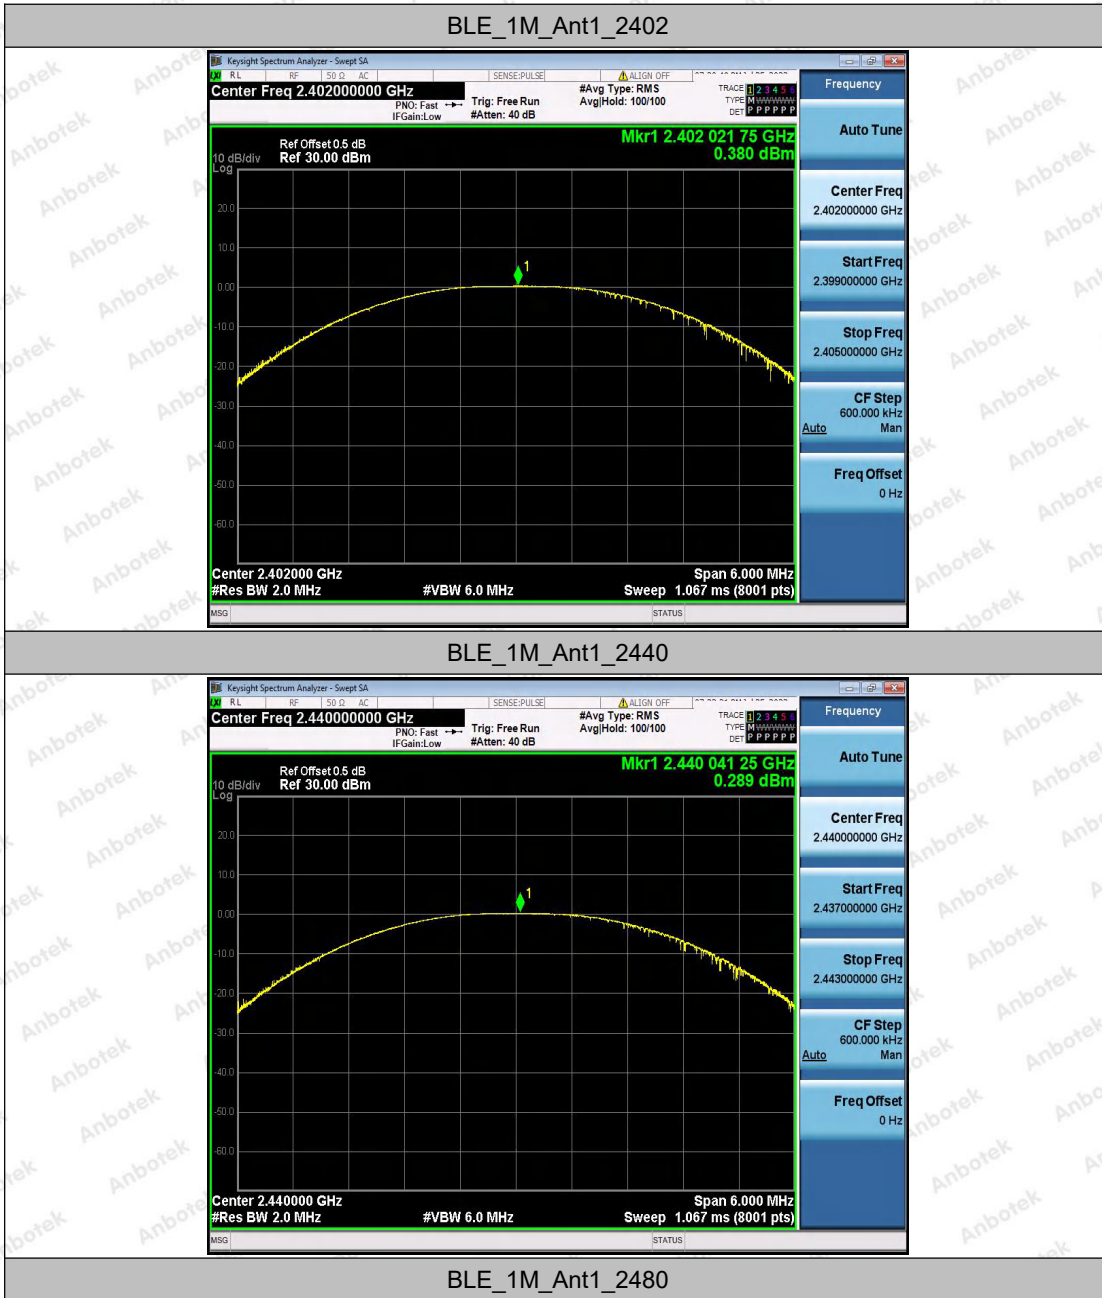 BLE_1M_Ant1_2402
Keysight Spectrum Analyzer - Swept SA
RL RF 50 Ω AC SENSE:PULSE ALIGN OFF
Center Freq 2.402000000 GHz
PNO: Fast
IFGain:Low
Trig: Free Run
#Atten: 40 dB
#Avg Type: RMS
Avg|Hold: 100/100
TRACE 1 2 3 4 5 6
TYPE M WWWWW
DET P P P P P P
Mkr1 2.402 021 75 GHz
0.380 dBm
Ref Offset 0.5 dB
10 dB/div Ref 30.00 dBm
Log
20.0
10.0
0.00
-10.0
-20.0
-30.0
-40.0
-50.0
-60.0
1
Center 2.402000 GHz
Span 6.000 MHz
#Res BW 2.0 MHz #VBW 6.0 MHz Sweep 1.067 ms (8001 pts)
MSG STATUS
Frequency
Auto Tune
Center Freq
2.402000000 GHz
Start Freq
2.399000000 GHz
Stop Freq
2.405000000 GHz
CF Step
600.000 kHz
Auto Man
Freq Offset
0 Hz
BLE_1M_Ant1_2440
Keysight Spectrum Analyzer - Swept SA
RL RF 50 Ω AC SENSE:PULSE ALIGN OFF
Center Freq 2.440000000 GHz
PNO: Fast
IFGain:Low
Trig: Free Run
#Atten: 40 dB
#Avg Type: RMS
Avg|Hold: 100/100
TRACE 1 2 3 4 5 6
TYPE M WWWWW
DET P P P P P P
Mkr1 2.440 041 25 GHz
0.289 dBm
Ref Offset 0.5 dB
10 dB/div Ref 30.00 dBm
Log
20.0
10.0
0.00
-10.0
-20.0
-30.0
-40.0
-50.0
-60.0
1
Center 2.440000 GHz
Span 6.000 MHz
#Res BW 2.0 MHz #VBW 6.0 MHz Sweep 1.067 ms (8001 pts)
MSG STATUS
Frequency
Auto Tune
Center Freq
2.440000000 GHz
Start Freq
2.437000000 GHz
Stop Freq
2.443000000 GHz
CF Step
600.000 kHz
Auto Man
Freq Offset
0 Hz
BLE_1M_Ant1_2480
Anbotek